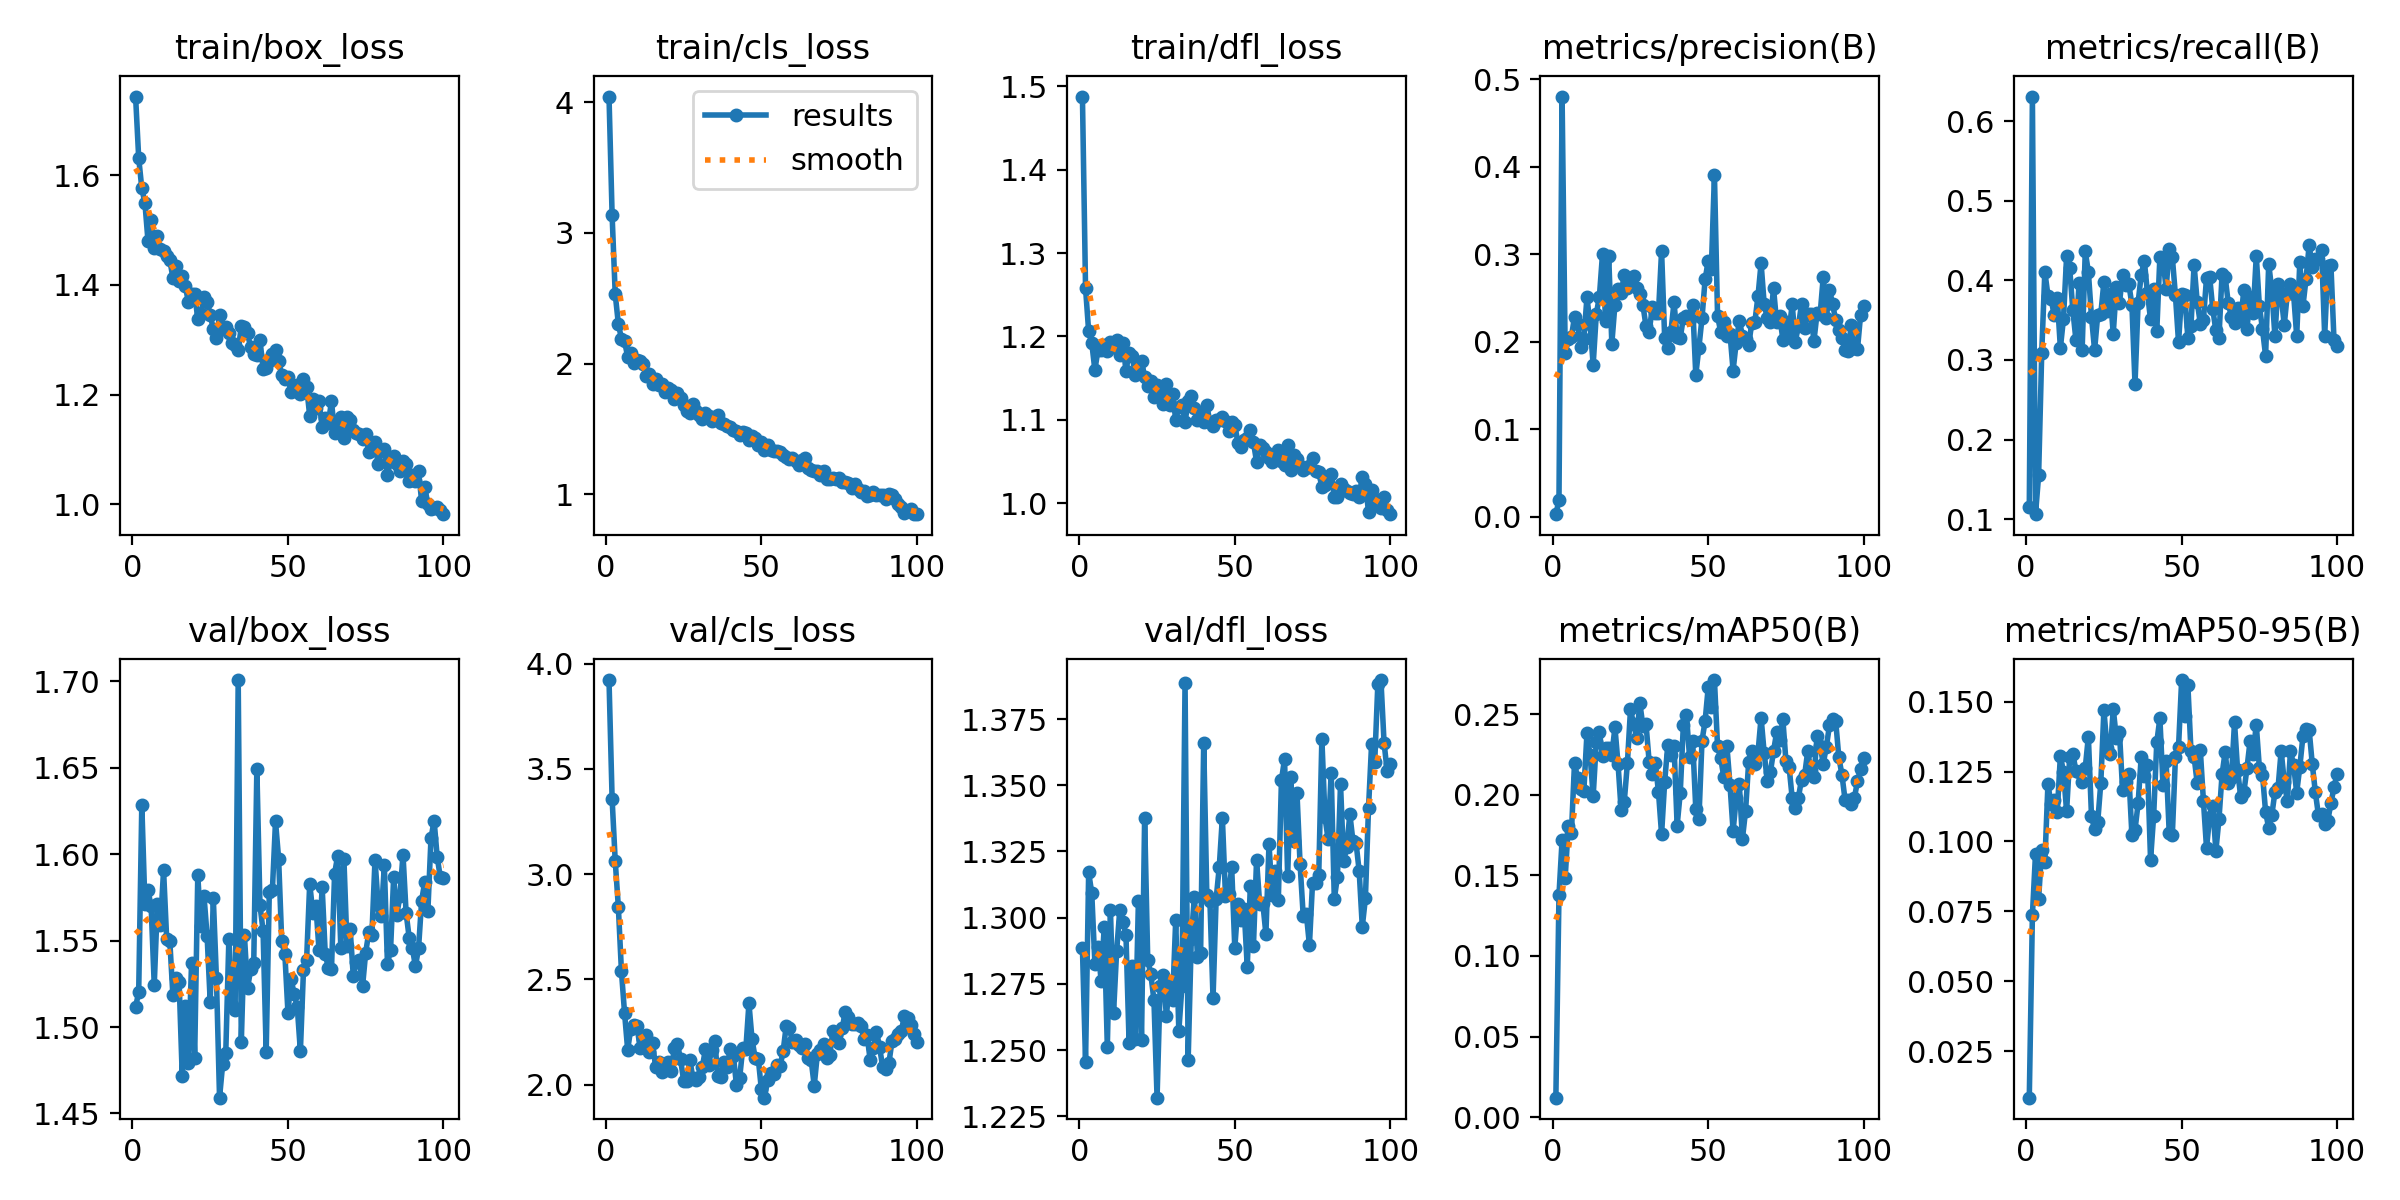 train/box_loss
1.6
1.4
1.2
1.0
0 50 100
train/cls_loss
results
smooth
4
3
2
1
0 50 100
train/dfl_loss
1.5
1.4
1.3
1.2
1.1
1.0
0 50 100
metrics/precision(B)
0.5
0.4
0.3
0.2
0.1
0.0
0 50 100
metrics/recall(B)
0.6
0.5
0.4
0.3
0.2
0.1
0 50 100
val/box_loss
1.70
1.65
1.60
1.55
1.50
1.45
0 50 100
val/cls_loss
4.0
3.5
3.0
2.5
2.0
0 50 100
val/dfl_loss
1.375
1.350
1.325
1.300
1.275
1.250
1.225
0 50 100
metrics/mAP50(B)
0.25
0.20
0.15
0.10
0.05
0.00
0 50 100
metrics/mAP50-95(B)
0.150
0.125
0.100
0.075
0.050
0.025
0 50 100